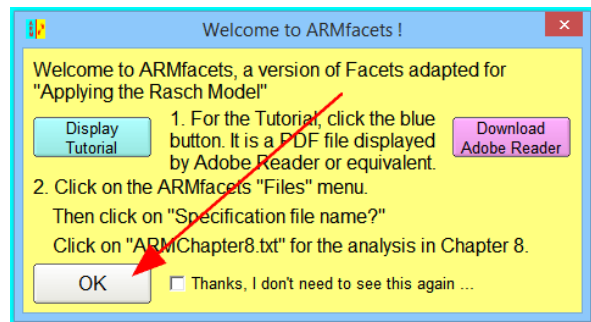 Welcome to ARMfacets !
Welcome to ARMfacets, a version of Facets adapted for
"Applying the Rasch Model"
Display
Tutorial
1. For the Tutorial, click the blue
button. It is a PDF file displayed
by Adobe Reader or equivalent.
Download
Adobe Reader
2. Click on the ARMfacets "Files" menu.
Then click on "Specification file name?"
Click on "ARMChapter8.txt" for the analysis in Chapter 8.
OK
Thanks, I don't need to see this again ...